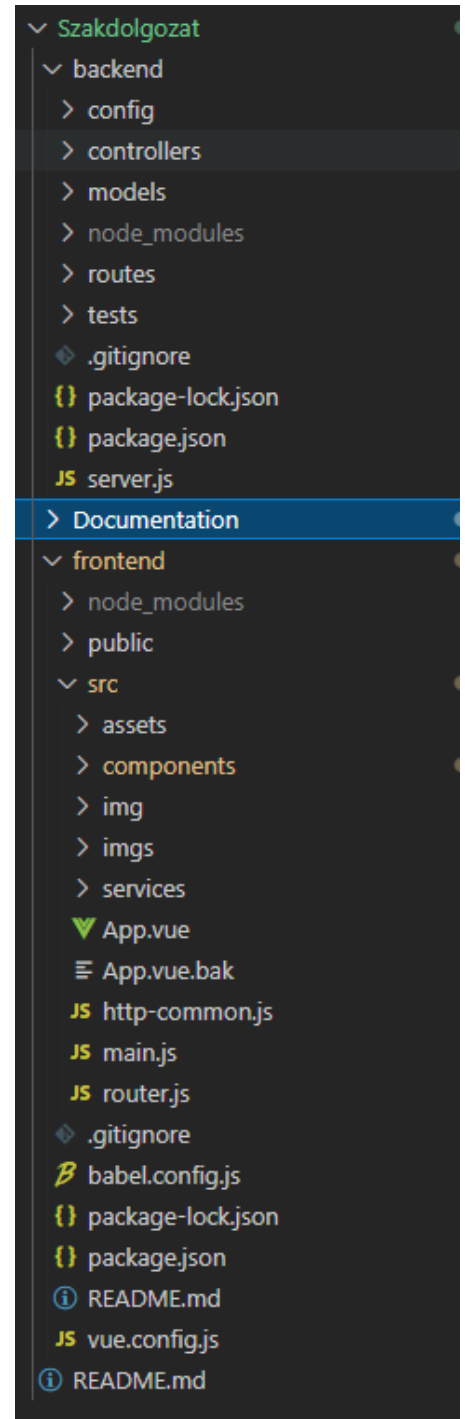 Szakdolgozat
backend
config
controllers
models
node_modules
routes
tests
.gitignore
{} package-lock.json
{} package.json
JS server.js
Documentation
frontend
node_modules
public
src
assets
components
img
imgs
services
App.vue
App.vue.bak
JS http-common.js
JS main.js
JS router.js
.gitignore
B babel.config.js
{} package-lock.json
{} package.json
README.md
JS vue.config.js
README.md